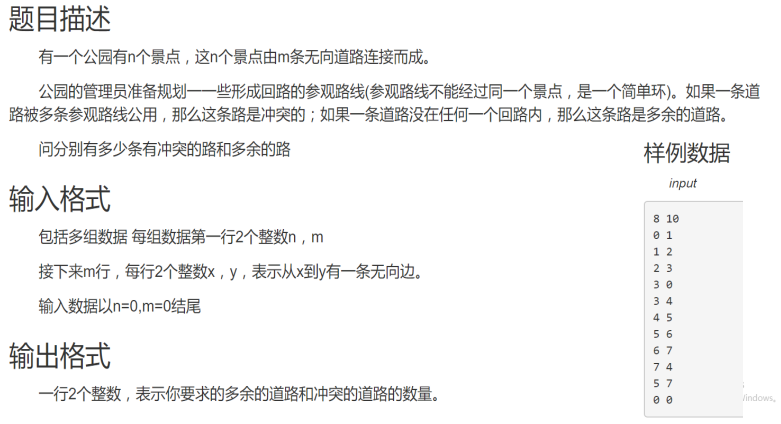 题目描述
有一个公园有n个景点，这n个景点由m条无向道路连接而成。
公园的管理员准备规划一一些形成回路的参观路线(参观路线不能经过同一个景点，是一个简单环)。如果一条道
路被多条参观路线公用，那么这条路是冲突的；如果一条道路没在任何一个回路内，那么这条路是多余的道路。
问分别有多少条有冲突的路和多余的路
输入格式
包括多组数据 每组数据第一行2个整数n，m
接下来m行，每行2个整数x，y，表示从x到y有一条无向边。
输入数据以n=0,m=0结尾
输出格式
一行2个整数，表示你要求的多余的道路和冲突的道路的数量。
样例数据
input
8 10
0 1
1 2
2 3
3 0
3 4
4 5
5 6
6 7
7 4
5 7
0 0
Windows。